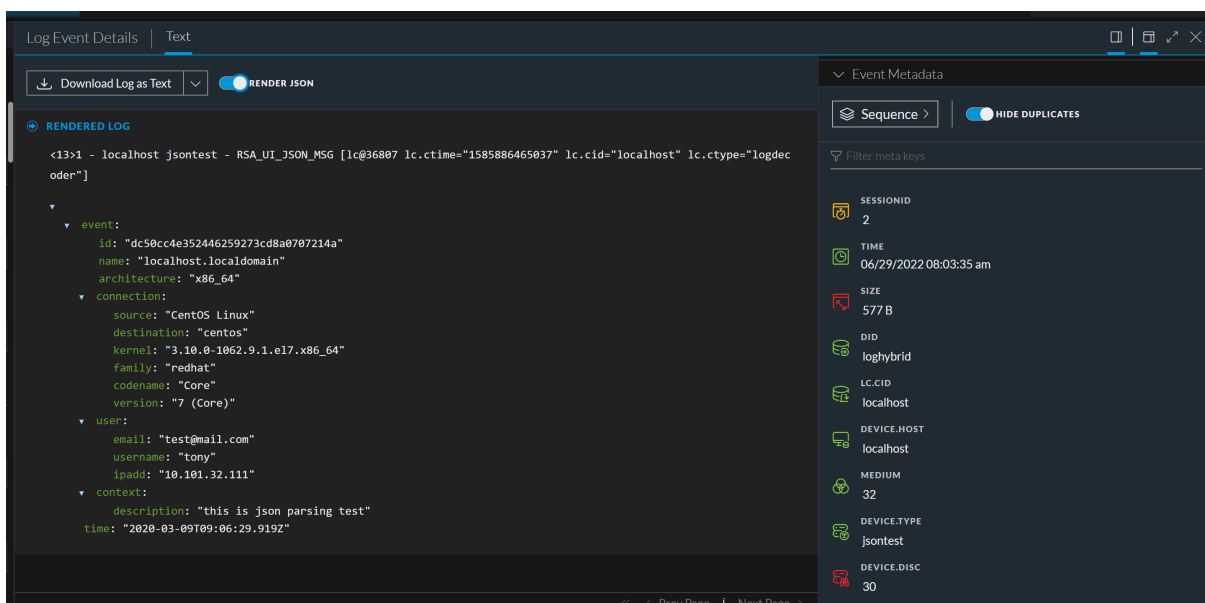 Log Event Details Text
Download Log as Text RENDER JSON
RENDERED LOG
<13>1 - localhost jsontest - RSA_UI_JSON_MSG [lc@36807 lc.ctime="1585886465037" lc.cid="localhost" lc.ctype="logdec
oder"]
event:
id: "dc50cc4e352446259273cd8a0707214a"
name: "localhost.localdomain"
architecture: "x86_64"
connection:
source: "CentOS Linux"
destination: "centos"
kernel: "3.10.0-1062.9.1.el7.x86_64"
family: "redhat"
codename: "Core"
version: "7 (Core)"
user:
email: "test@mail.com"
username: "tony"
ipadd: "10.101.32.111"
context:
description: "this is json parsing test"
time: "2020-03-09T09:06:29.919Z"
Prev Page 1 Next Page
Event Metadata
Sequence > HIDE DUPLICATES
Filter meta keys
SESSIONID
2
TIME
06/29/2022 08:03:35 am
SIZE
577 B
DID
loghybrid
LC.CID
localhost
DEVICE.HOST
localhost
MEDIUM
32
DEVICE.TYPE
jsontest
DEVICE.DISC
30